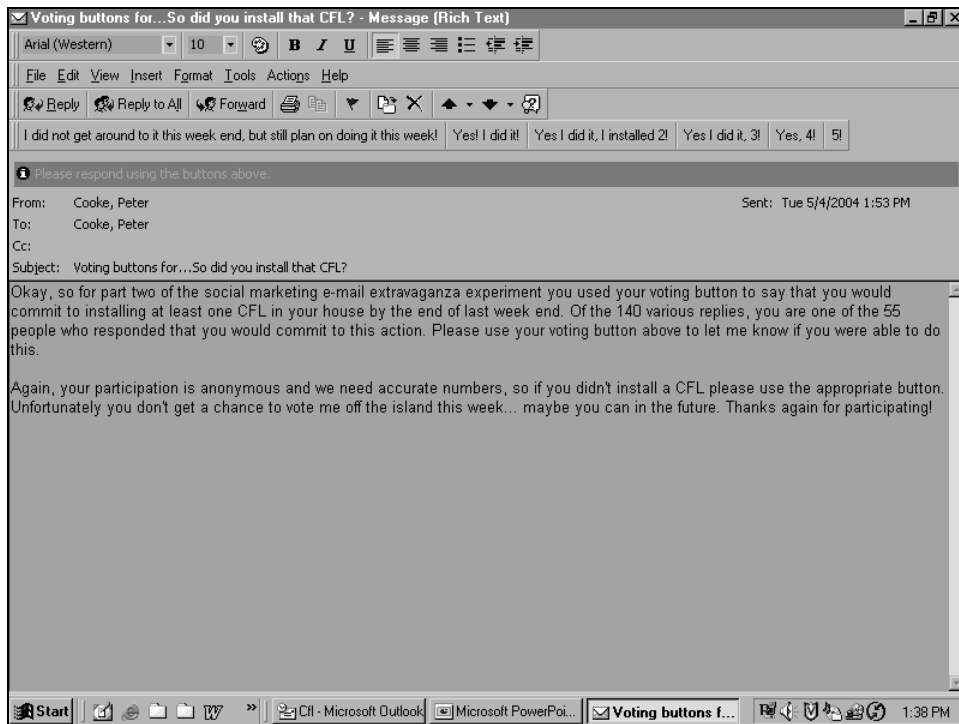 Voting buttons for...So did you install that CFL? - Message (Rich Text)
Arial (Western) 10 B I U
File Edit View Insert Format Tools Actions Help
Reply Reply to All Forward
I did not get around to it this week end, but still plan on doing it this week! Yes! I did it! Yes I did it, I installed 2! Yes I did it, 3! Yes, 4! 5!
Please respond using the buttons above.
From: Cooke, Peter Sent: Tue 5/4/2004 1:53 PM
To: Cooke, Peter
Cc:
Subject: Voting buttons for...So did you install that CFL?
Okay, so for part two of the social marketing e-mail extravaganza experiment you used your voting button to say that you would
commit to installing at least one CFL in your house by the end of last week end. Of the 140 various replies, you are one of the 55
people who responded that you would commit to this action. Please use your voting button above to let me know if you were able to do
this.
Again, your participation is anonymous and we need accurate numbers, so if you didn't install a CFL please use the appropriate button.
Unfortunately you don't get a chance to vote me off the island this week... maybe you can in the future. Thanks again for participating!
Start » Cfl - Microsoft Outlook Microsoft PowerPoi... Voting buttons f... 1:38 PM